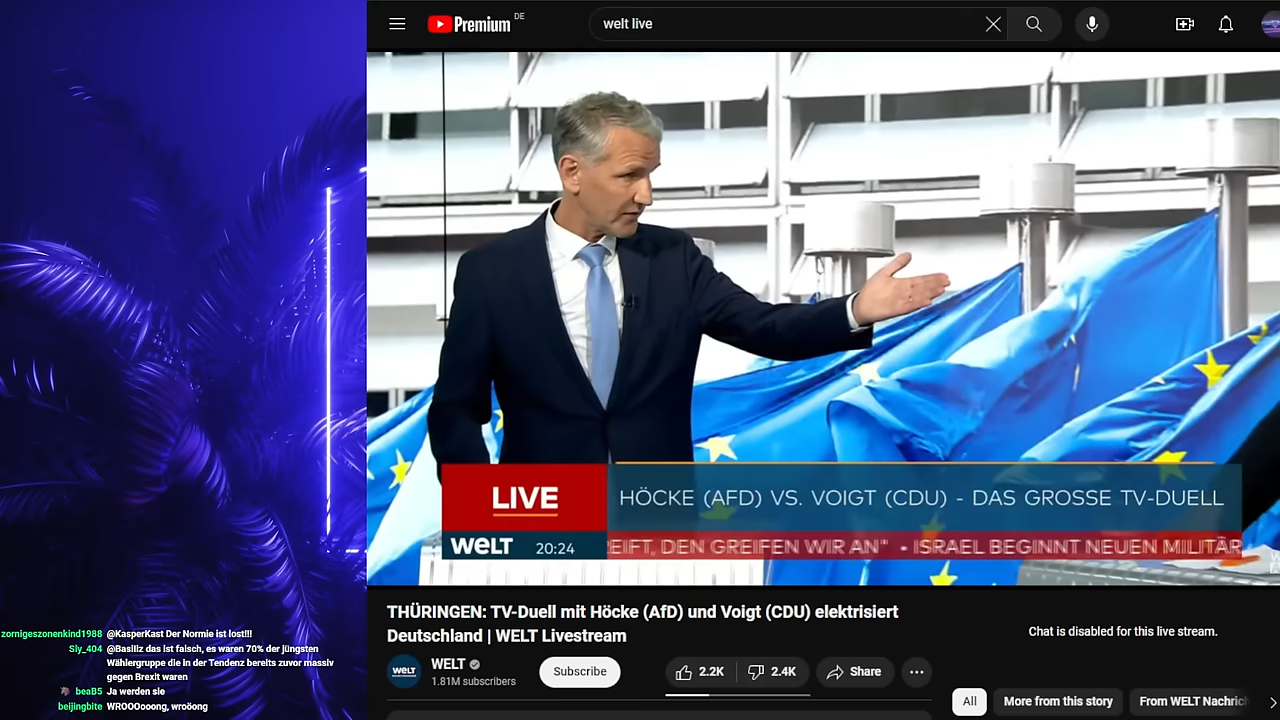 Premium DE
welt live
LIVE
HÖCKE (AFD) VS. VOIGT (CDU) - DAS GROSSE TV-DUELL
WELT 20:24
EIFT, DEN GREIFEN WIR AN" • ISRAEL BEGINNT NEUEN MILITÄR
THÜRINGEN: TV-Duell mit Höcke (AfD) und Voigt (CDU) elektrisiert
Deutschland | WELT Livestream
Chat is disabled for this live stream.
welt
WELT
1.81M subscribers
Subscribe
2.2K
2.4K
Share
All
More from this story
From WELT Nachric
zornigeszonenkind1988 @KasperKast Der Normie ist lost!!!
Sly_404 @Basliiz das ist falsch, es waren 70% der jüngsten
Wählergruppe die in der Tendenz bereits zuvor massiv
gegen Brexit waren
beaB5 Ja werden sie
beijingbite WROOOooong, wroöong